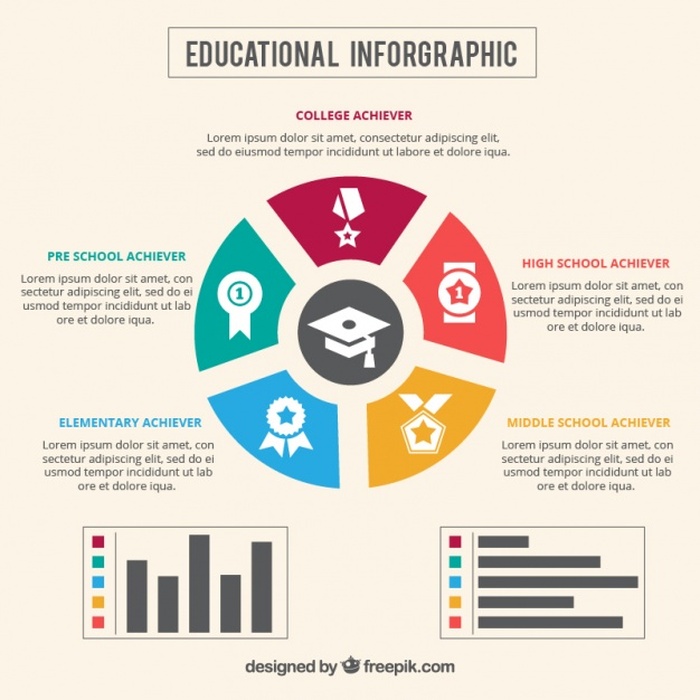 EDUCATIONAL INFORGRAPHIC
COLLEGE ACHIEVER
Lorem ipsum dolor sit amet, consectetur adipiscing elit,
sed do eiusmod tempor incididunt ut labore et dolore iqua.
PRE SCHOOL ACHIEVER
Lorem ipsum dolor sit amet, consectetur
sectetur adipiscing elit, sed do ei
usmod tempor incididunt ut lab
ore et dolore iqua.
1
HIGH SCHOOL ACHIEVER
Lorem ipsum dolor sit amet, con
sectetur adipiscing elit, sed do ei
usmod tempor incididunt ut lab
ore et dolore iqua.
1
ELEMENTARY ACHIEVER
Lorem ipsum dolor sit amet, con
sectetur adipiscing elit, sed do ei
usmod tempor incididunt ut lab
ore et dolore iqua.
MIDDLE SCHOOL ACHIEVER
Lorem ipsum dolor sit amet, con
sectetur adipiscing elit, sed do ei
usmod tempor incididunt ut lab
ore et dolore iqua.
designed by freepik.com